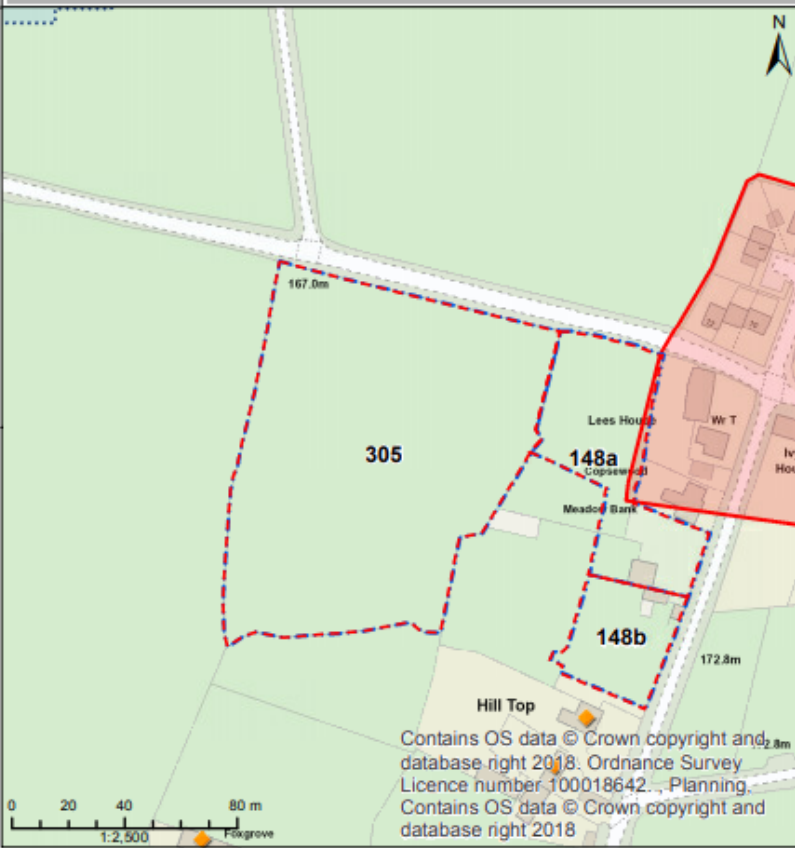 N
167.0m
Lees House
Wr T
305
148a
Copsewood
Meadow Bank
148b
172.8m
Hill Top
Contains OS data © Crown copyright and
database right 2018. Ordnance Survey
Licence number 100018642. , Planning.
Contains OS data © Crown copyright and
database right 2018
0 20 40 80 m
1:2,500
Foxgrove